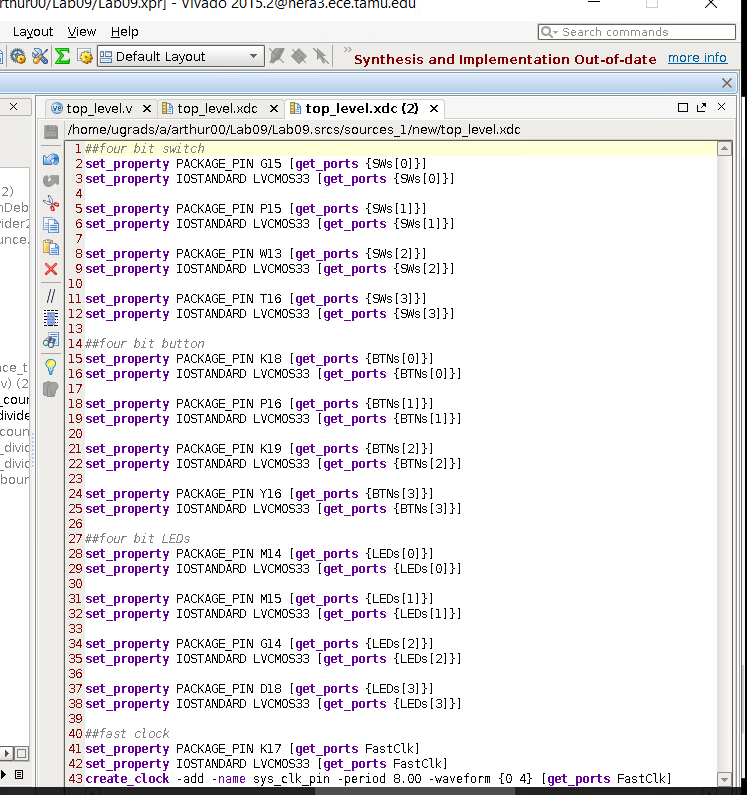 arthur00/Lab09/Lab09.xpr] - Vivado 2015.2@hera3.ece.tamu.edu
Layout View Help
Search commands
Default Layout
Synthesis and Implementation Out-of-date more info
top_level.v top_level.xdc top_level.xdc (2)
/home/ugrads/a/arthur00/Lab09/Lab09.srcs/sources_1/new/top_level.xdc
1 ##four bit switch
2 set_property PACKAGE_PIN G15 [get_ports {SWs[0]}]
3 set_property IOSTANDARD LVCMOS33 [get_ports {SWs[0]}]
4
5 set_property PACKAGE_PIN P15 [get_ports {SWs[1]}]
6 set_property IOSTANDARD LVCMOS33 [get_ports {SWs[1]}]
7
8 set_property PACKAGE_PIN W13 [get_ports {SWs[2]}]
9 set_property IOSTANDARD LVCMOS33 [get_ports {SWs[2]}]
10
11 set_property PACKAGE_PIN T16 [get_ports {SWs[3]}]
12 set_property IOSTANDARD LVCMOS33 [get_ports {SWs[3]}]
13
14 ##four bit button
15 set_property PACKAGE_PIN K18 [get_ports {BTNs[0]}]
16 set_property IOSTANDARD LVCMOS33 [get_ports {BTNs[0]}]
17
18 set_property PACKAGE_PIN P16 [get_ports {BTNs[1]}]
19 set_property IOSTANDARD LVCMOS33 [get_ports {BTNs[1]}]
20
21 set_property PACKAGE_PIN K19 [get_ports {BTNs[2]}]
22 set_property IOSTANDARD LVCMOS33 [get_ports {BTNs[2]}]
23
24 set_property PACKAGE_PIN Y16 [get_ports {BTNs[3]}]
25 set_property IOSTANDARD LVCMOS33 [get_ports {BTNs[3]}]
26
27 ##four bit LEDs
28 set_property PACKAGE_PIN M14 [get_ports {LEDs[0]}]
29 set_property IOSTANDARD LVCMOS33 [get_ports {LEDs[0]}]
30
31 set_property PACKAGE_PIN M15 [get_ports {LEDs[1]}]
32 set_property IOSTANDARD LVCMOS33 [get_ports {LEDs[1]}]
33
34 set_property PACKAGE_PIN G14 [get_ports {LEDs[2]}]
35 set_property IOSTANDARD LVCMOS33 [get_ports {LEDs[2]}]
36
37 set_property PACKAGE_PIN D18 [get_ports {LEDs[3]}]
38 set_property IOSTANDARD LVCMOS33 [get_ports {LEDs[3]}]
39
40 ##fast clock
41 set_property PACKAGE_PIN K17 [get_ports FastClk]
42 set_property IOSTANDARD LVCMOS33 [get_ports FastClk]
43 create_clock -add -name sys_clk_pin -period 8.00 -waveform {0 4} [get_ports FastClk]